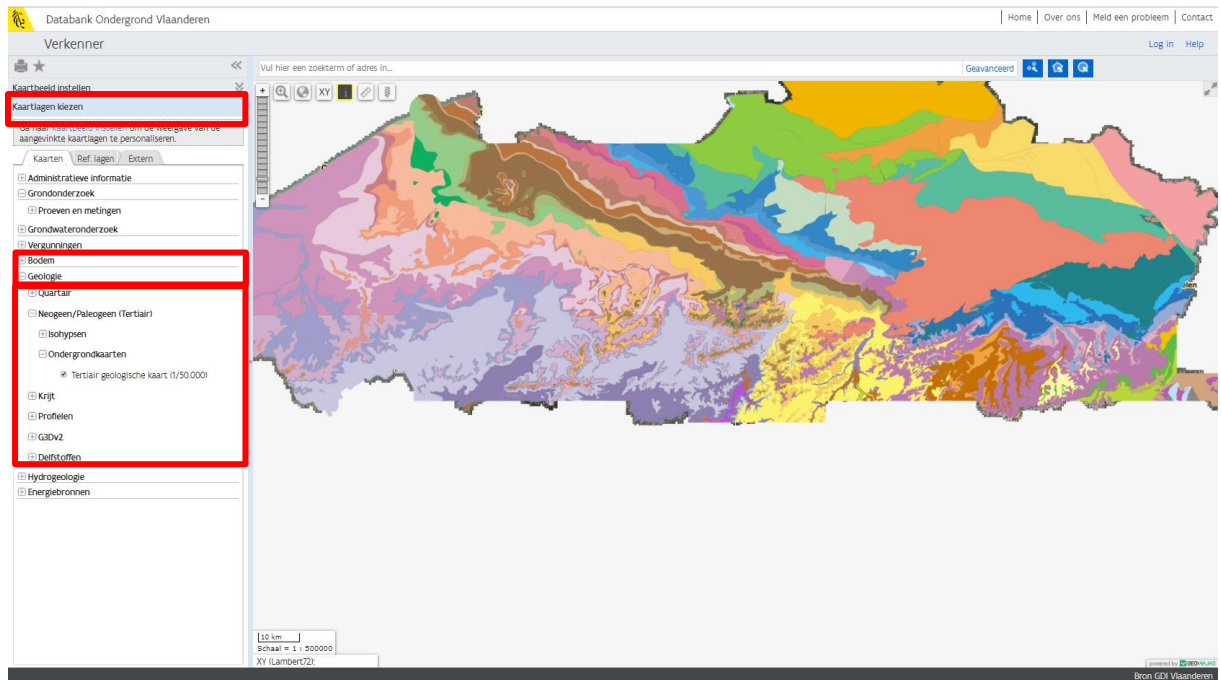 Databank Ondergrond Vlaanderen
Home Over ons Meld een probleem Contact
Verkenner
Log in Help
Vul hier een zoekterm of adres in...
Geavanceerd
Kaartbeeld instellen
Kaartlagen kiezen
Ga naar Kaartbeeld instellen om de weergave van de
aangevinkte kaartlagen te personaliseren.
Kaarten Ref. lagen Extern
Administratieve informatie
Grondonderzoek
Proeven en metingen
Grondwateronderzoek
Vergunningen
Bodem
Geologie
Quartair
Neogeen/Paleogeen (Tertiair)
Isohypsen
Ondergrondkaarten
Tertiair geologische kaart (1/50.000)
Krijt
Profielen
G3Dv2
Delfstoffen
Hydrogeologie
Energiebronnen
+ XY i
-
10 km
Schaal = 1 : 500000
XY (Lambert72):
powered by GEOMAJAS
Bron GDI Vlaanderen